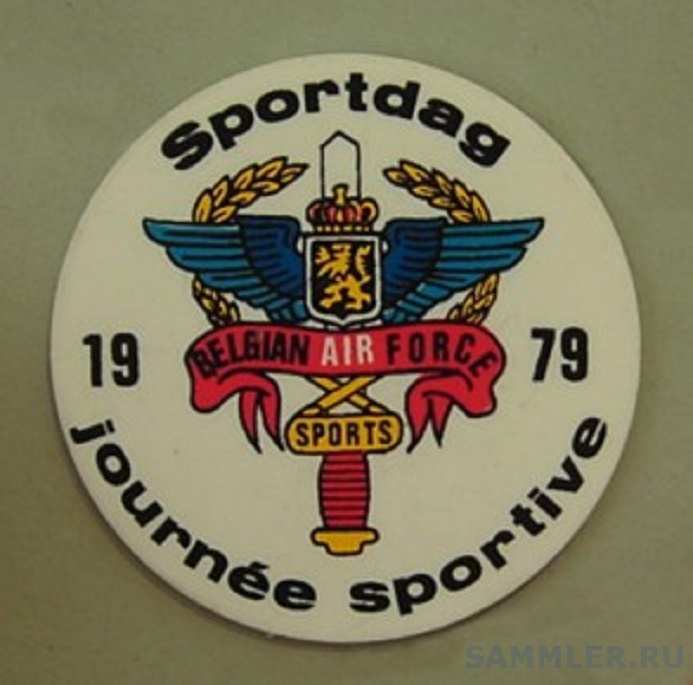 Sportdag
19 79
BELGIAN AIR FORCE
SPORTS
journée sportive
SAMMLER.RU